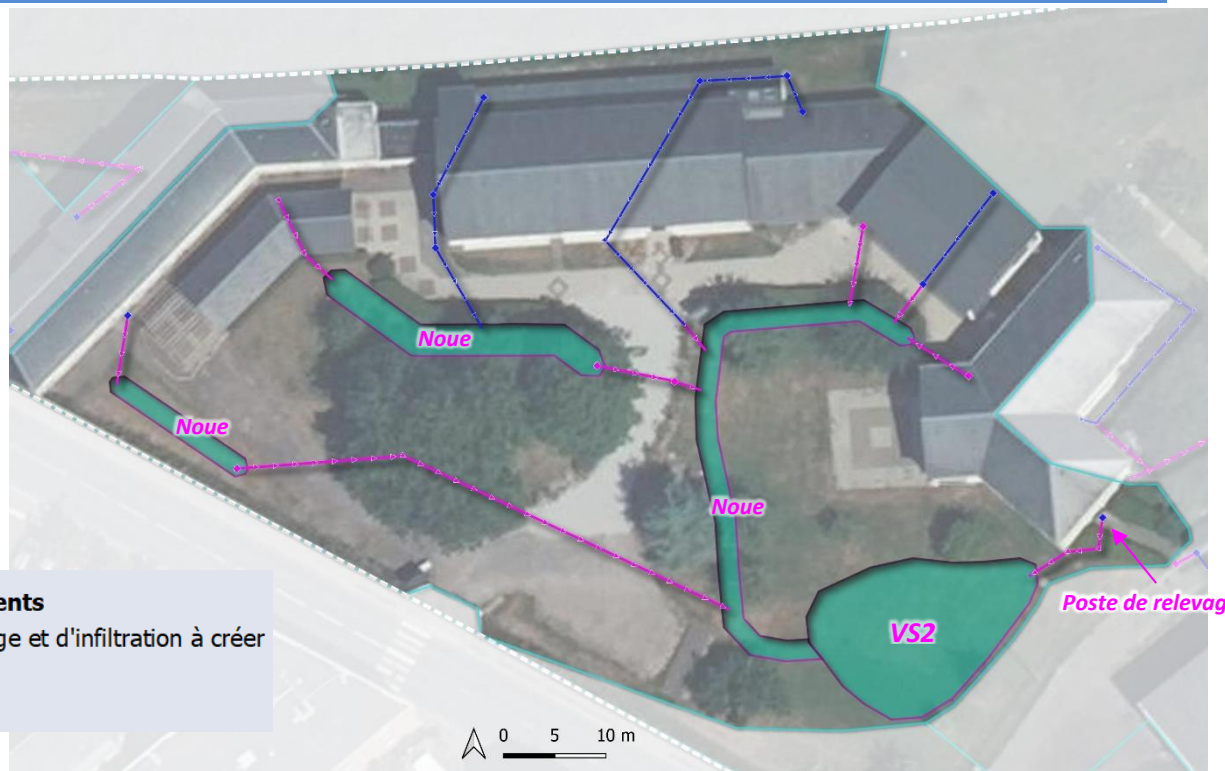 Noue
Noue
Noue
VS2
Poste de relevag
ents
ge et d'infiltration à créer
0 5 10 m